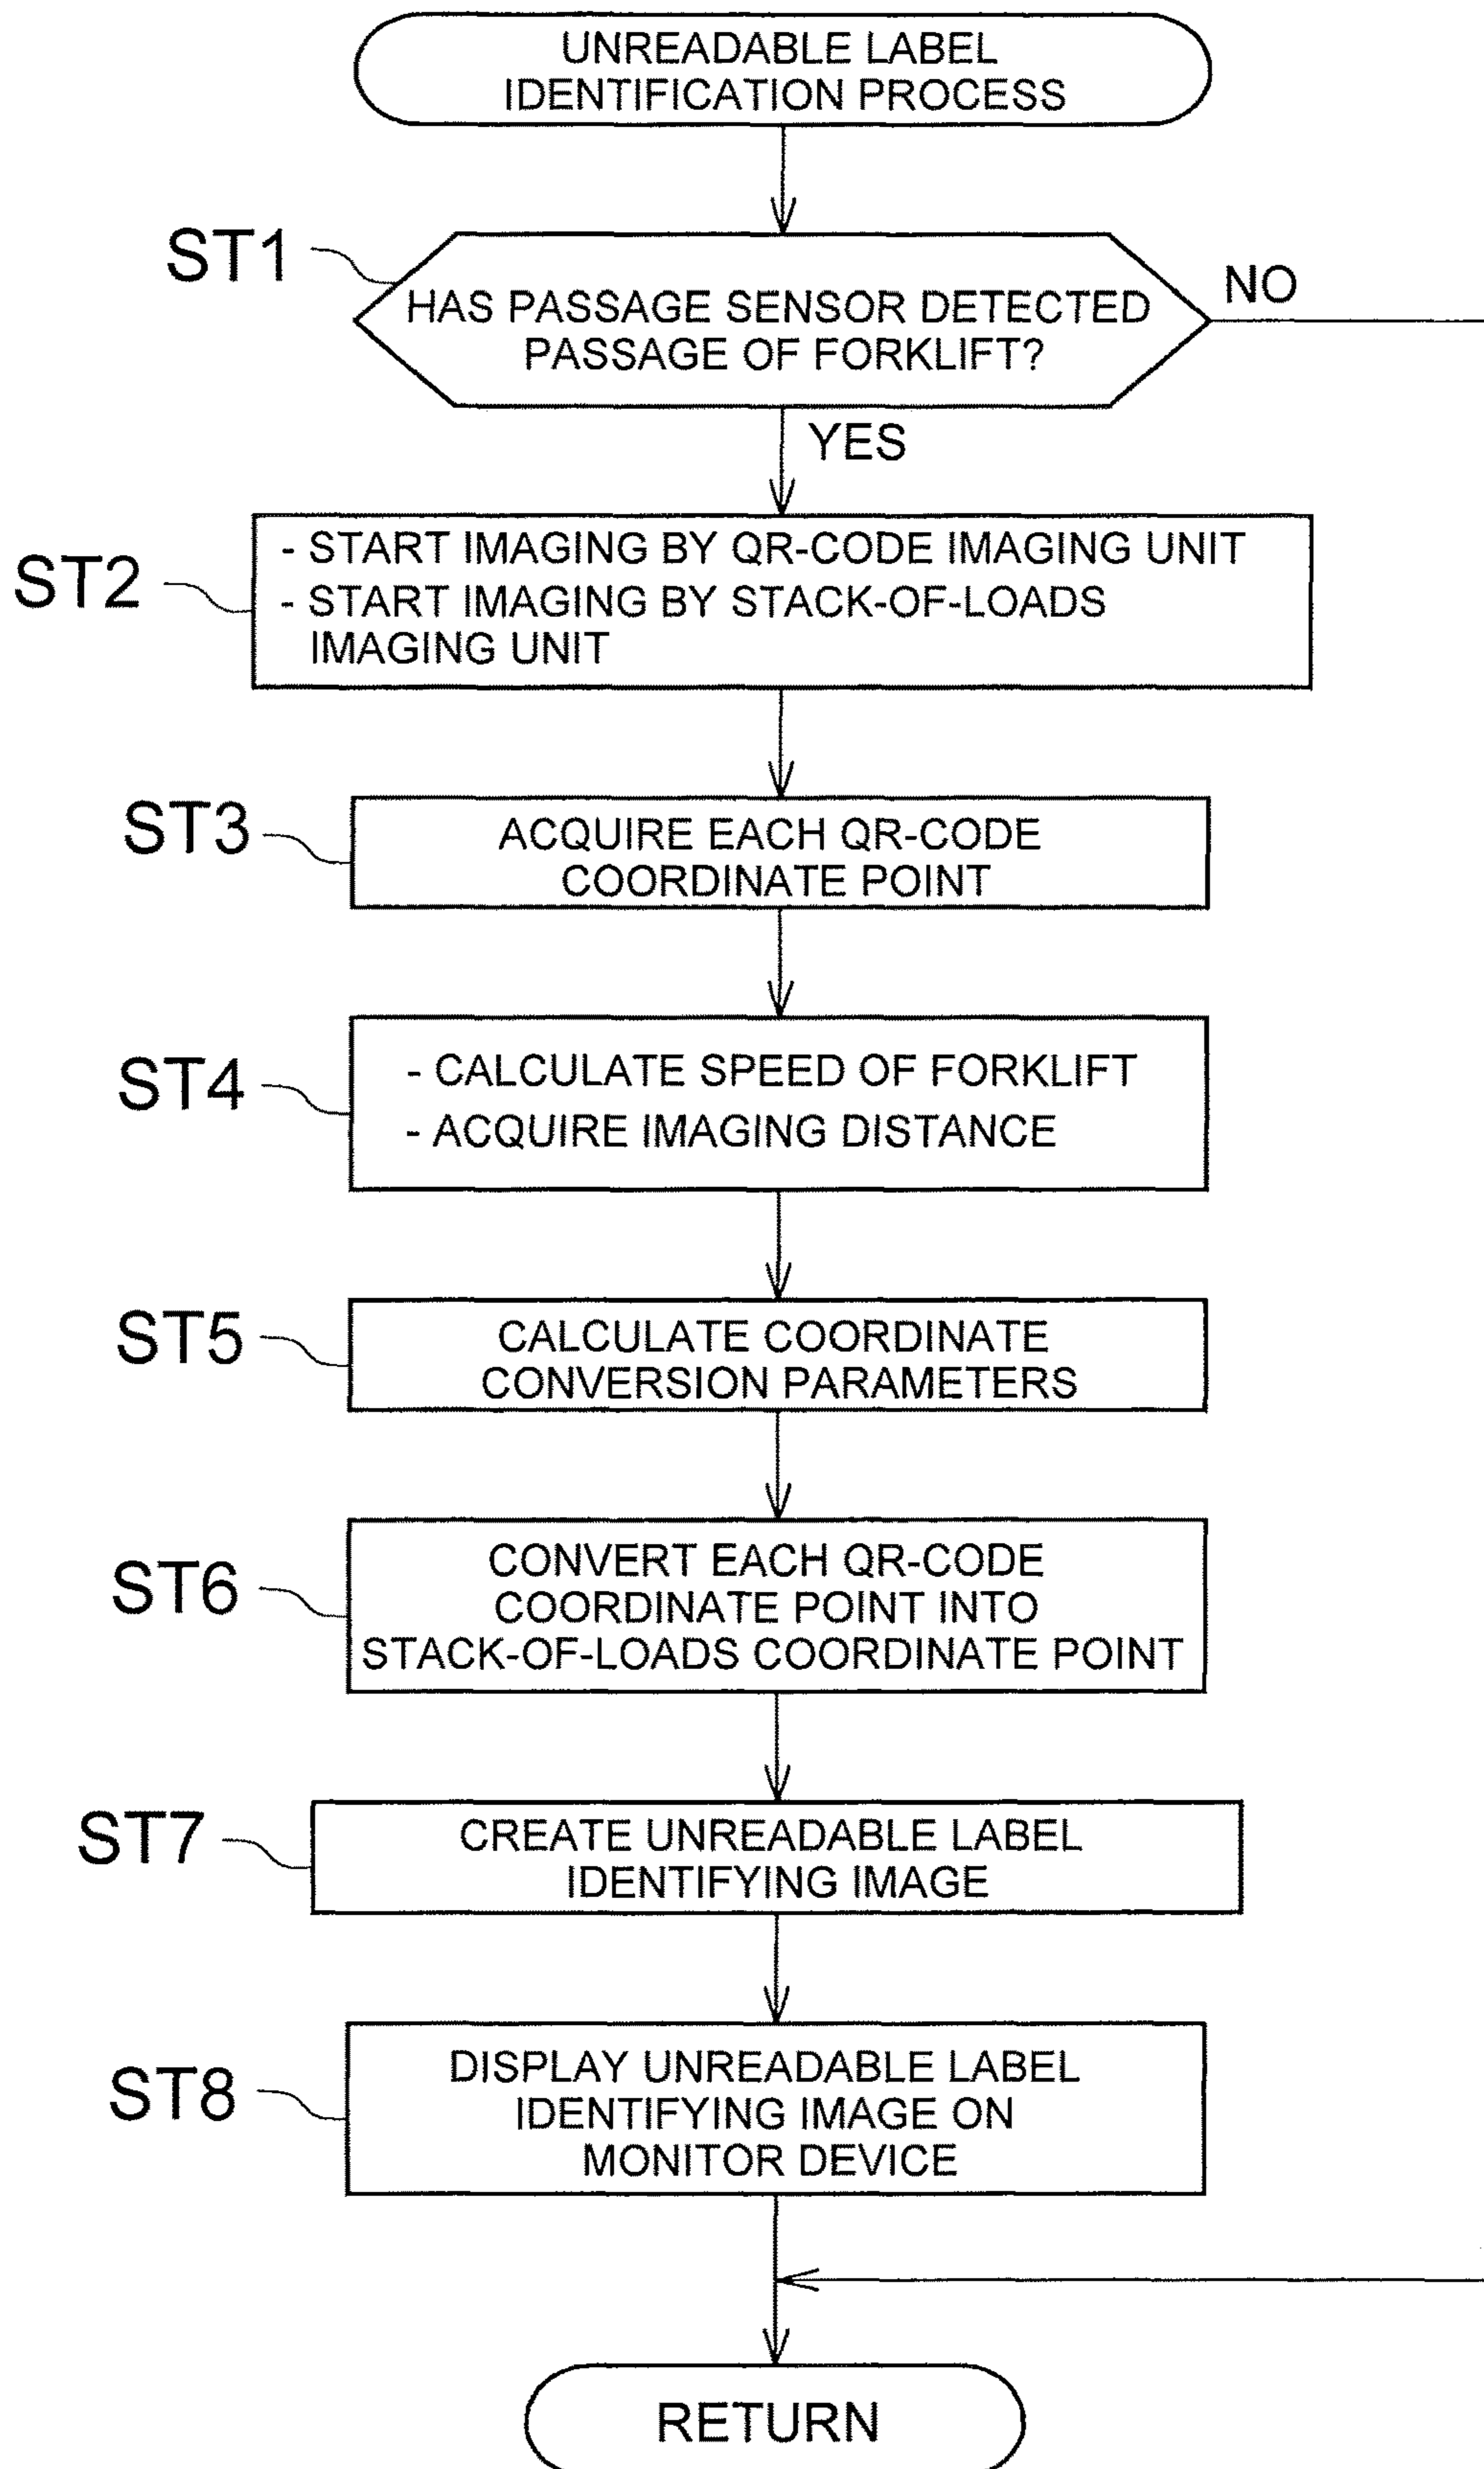 UNREADABLE LABEL
IDENTIFICATION PROCESS
ST1
HAS PASSAGE SENSOR DETECTED
PASSAGE OF FORKLIFT?
NO
YES
ST2
- START IMAGING BY QR-CODE IMAGING UNIT
- START IMAGING BY STACK-OF-LOADS
IMAGING UNIT
ST3
ACQUIRE EACH QR-CODE
COORDINATE POINT
ST4
- CALCULATE SPEED OF FORKLIFT
- ACQUIRE IMAGING DISTANCE
ST5
CALCULATE COORDINATE
CONVERSION PARAMETERS
ST6
CONVERT EACH QR-CODE
COORDINATE POINT INTO
STACK-OF-LOADS COORDINATE POINT
ST7
CREATE UNREADABLE LABEL
IDENTIFYING IMAGE
ST8
DISPLAY UNREADABLE LABEL
IDENTIFYING IMAGE ON
MONITOR DEVICE
RETURN